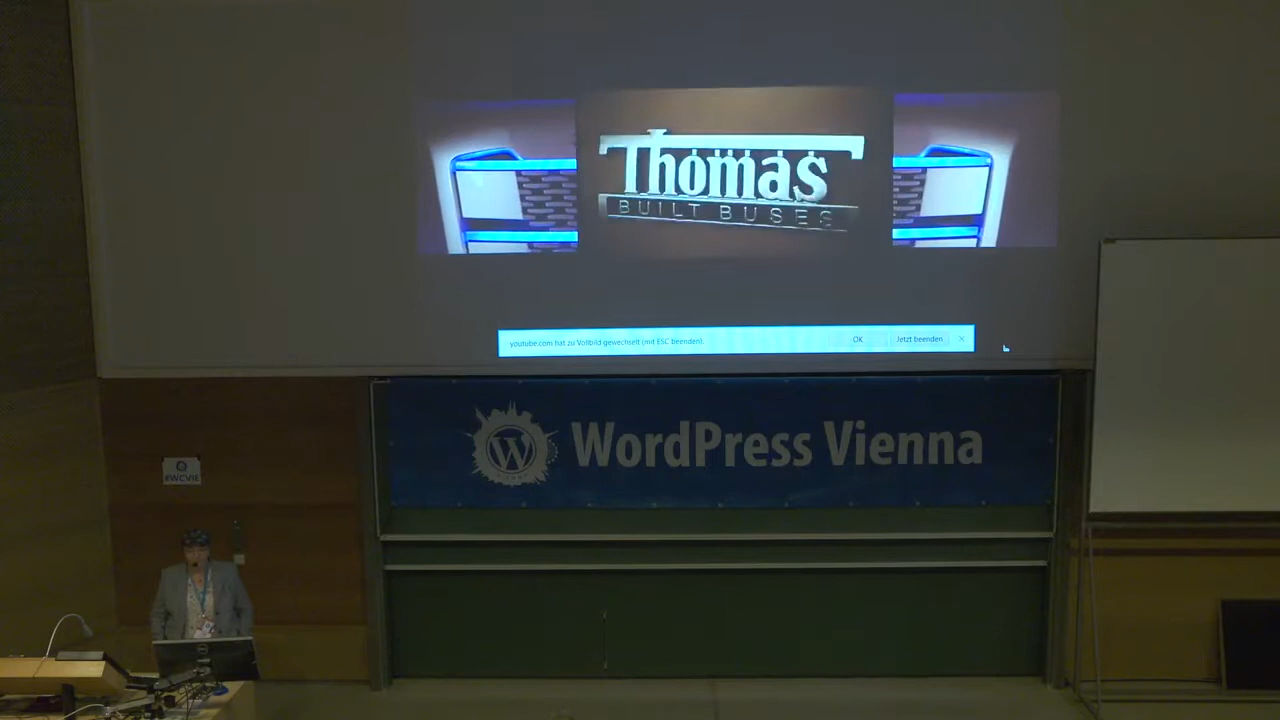 Thomas
BUILT BUSES
youtube.com hat zu Vollbild gewechselt (mit ESC beenden).
OK
Jetzt beenden
WordPress Vienna
#WCVIE